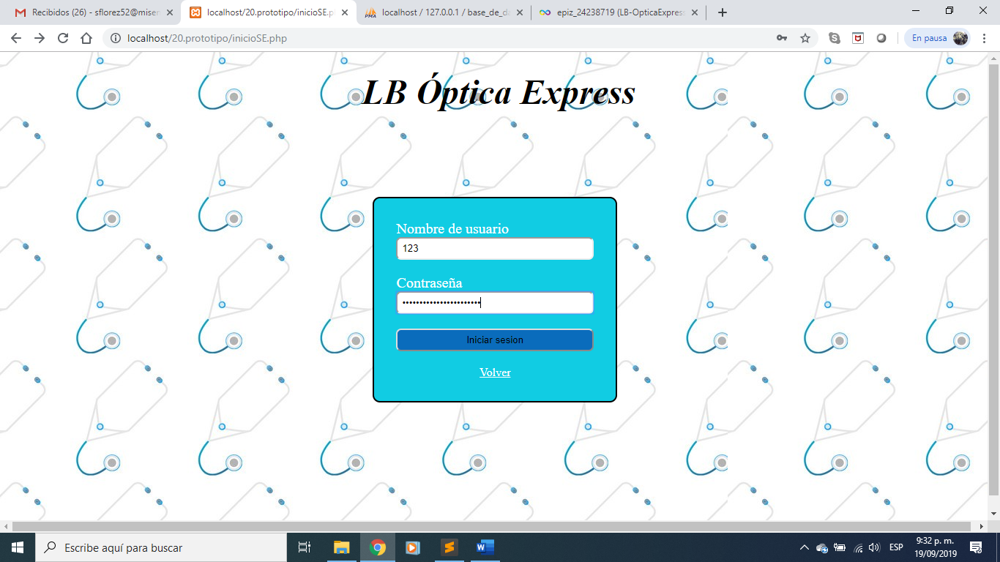 Recibidos (26) - sflorez52@misen
localhost/20.prototipo/inicioSE.p
localhost / 127.0.0.1 / base_de_da
epiz_24238719 (LB-OpticaExpress
localhost/20.prototipo/inicioSE.php
En pausa
LB Óptica Express
Nombre de usuario
123
Contraseña
Iniciar sesion
Volver
Escribe aquí para buscar
ESP
9:32 p. m.
19/09/2019